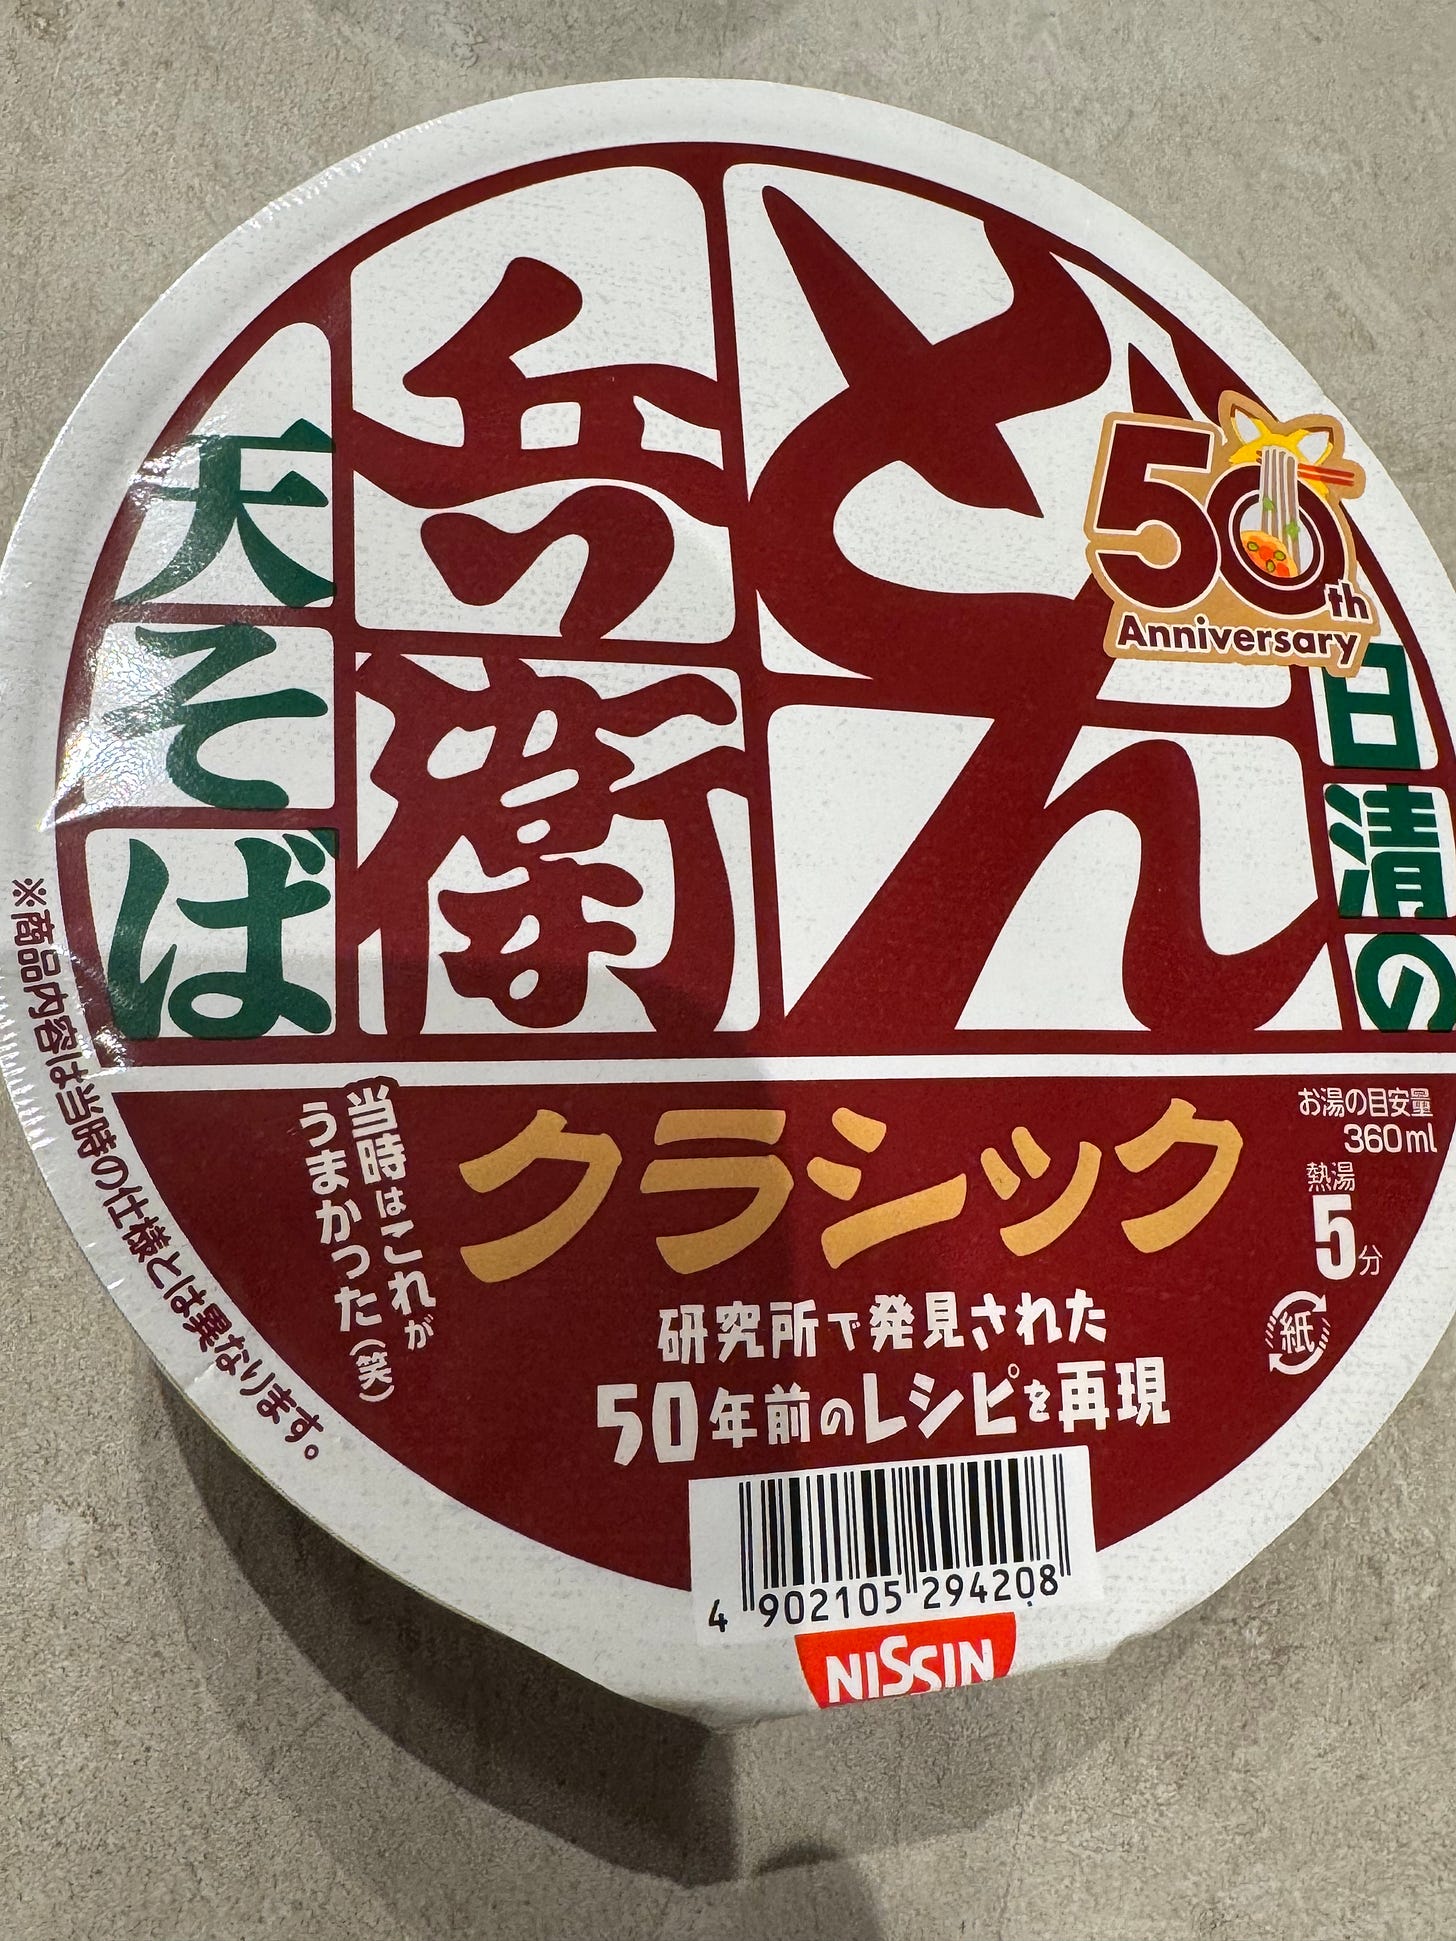 日清の
どん
兵衛
天そば
50th
Anniversary
クラシック
当時はこれが
うまかった(笑)
研究所で発見された
50年前のレシピを再現
お湯の目安量
360ml
熱湯
5分
紙
※商品内容は当時の仕様とは異なります。
4 902105 294208
NISSIN